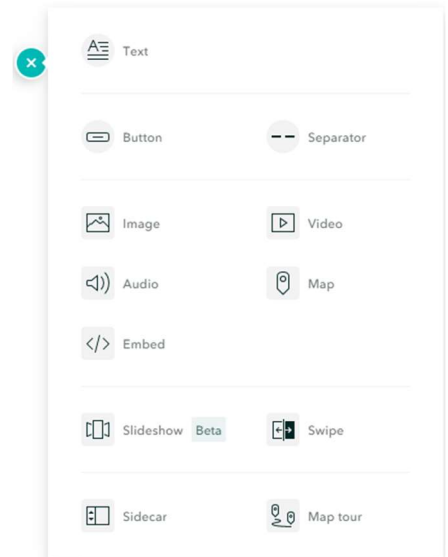 Text
Button Separator
Image Video
Audio Map
Embed
Slideshow Beta Swipe
Sidecar Map tour